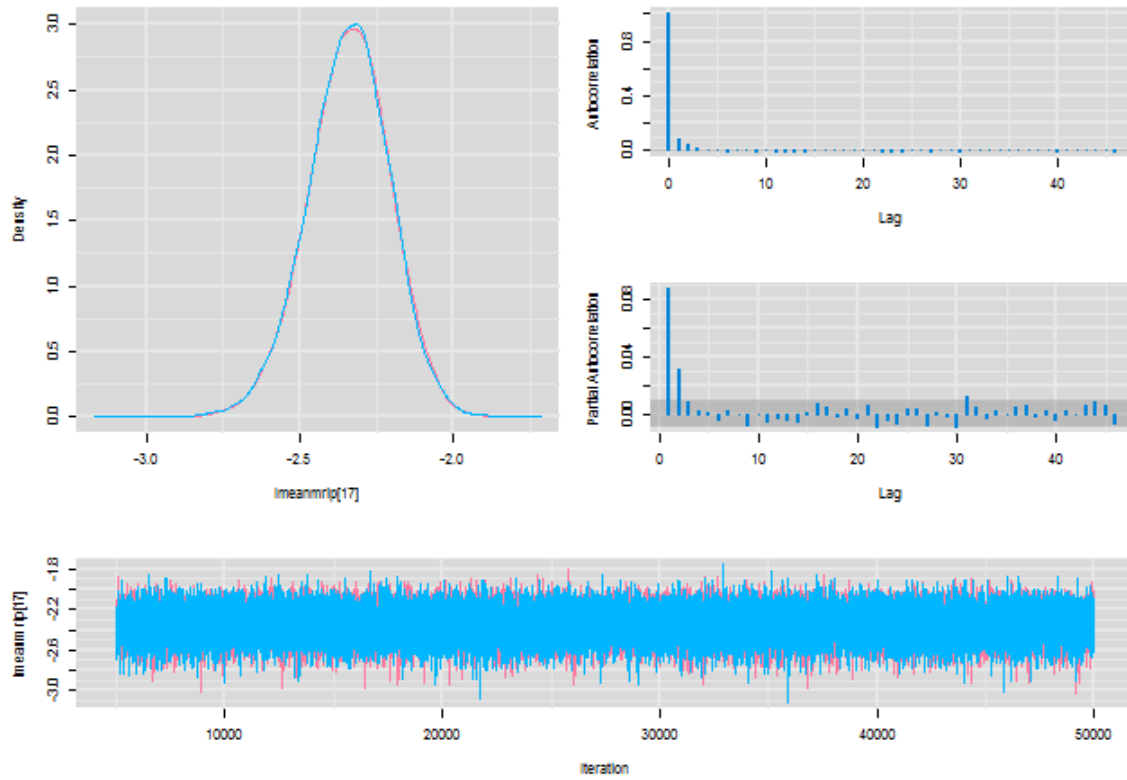 Density
0.0 0.5 1.0 1.5 2.0 2.5 3.0
-3.0 -2.5 -2.0
lmeanmrip[17]
Autocorrelation
0.0 0.4 0.8
0 10 20 30 40
Lag
Partial Autocorrelation
0.00 0.04 0.08
0 10 20 30 40
Lag
lmeanmrip[17]
-3.0 -2.6 -2.2 -1.8
10000 20000 30000 40000 50000
Iteration